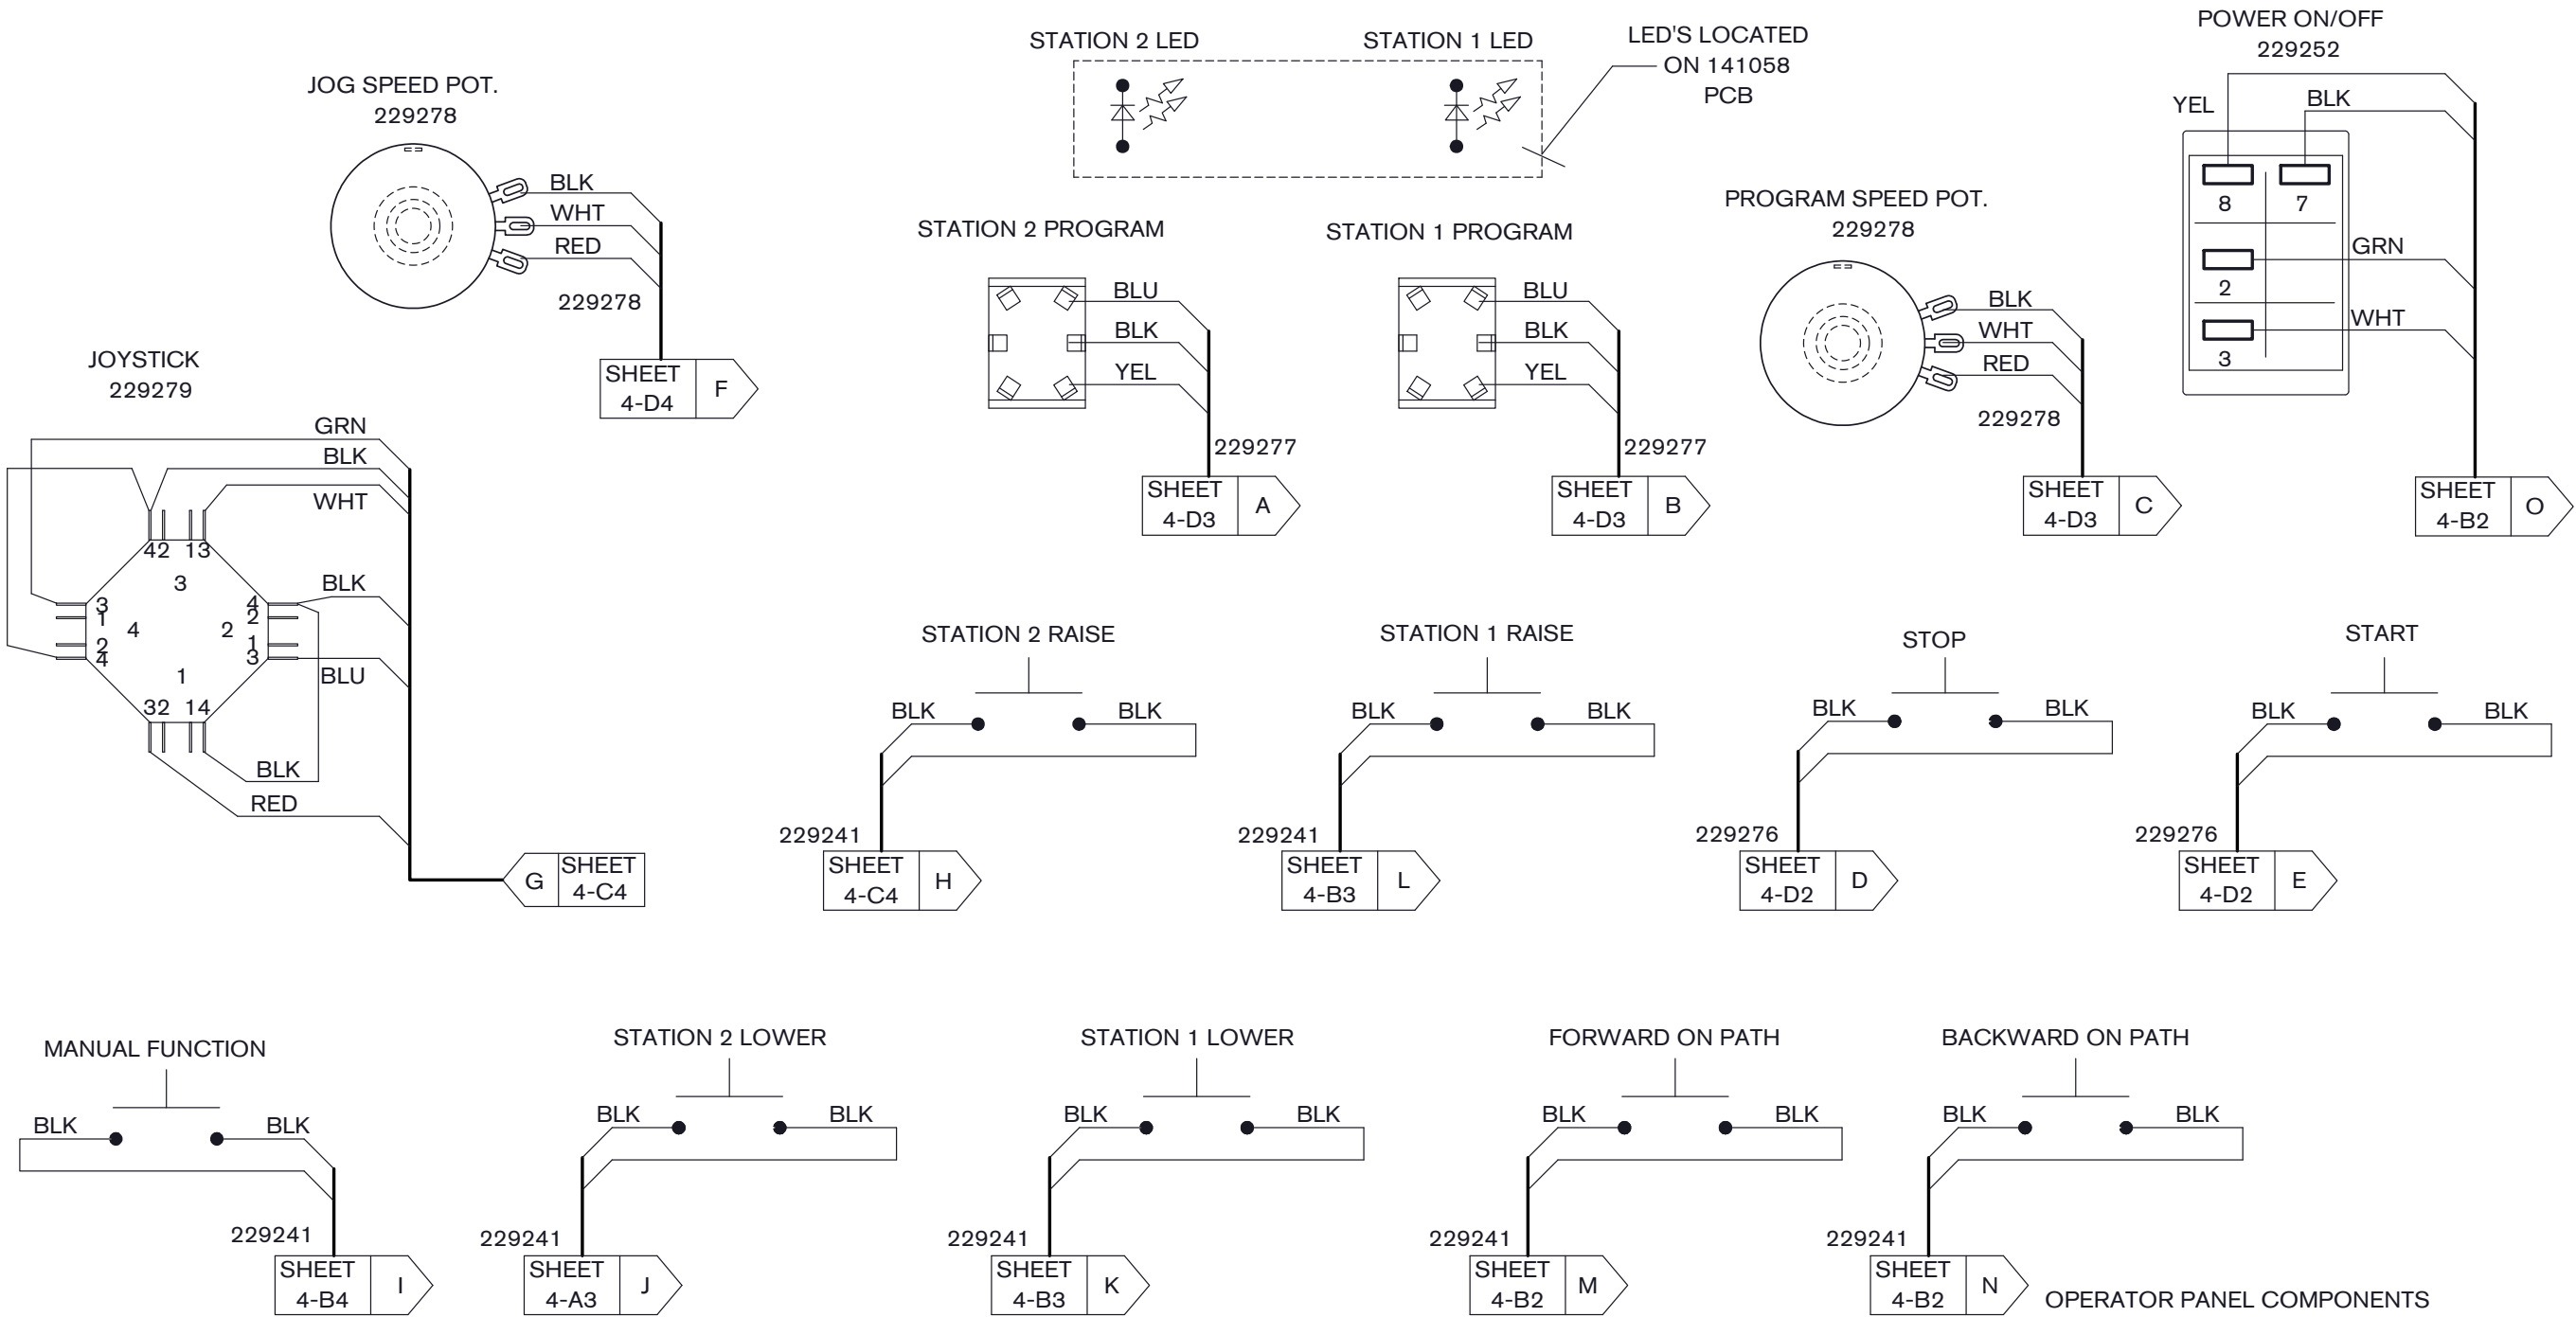 STATION 2 LED
STATION 1 LED
LED'S LOCATED
ON 141058
PCB
POWER ON/OFF
229252
YEL
BLK
8
7
GRN
2
WHT
3
SHEET
4-B2
O
JOG SPEED POT.
229278
BLK
WHT
RED
229278
SHEET
4-D4
F
STATION 2 PROGRAM
BLU
BLK
YEL
229277
SHEET
4-D3
A
STATION 1 PROGRAM
BLU
BLK
YEL
229277
SHEET
4-D3
B
PROGRAM SPEED POT.
229278
BLK
WHT
RED
229278
SHEET
4-D3
C
JOYSTICK
229279
GRN
BLK
WHT
42 13
3
BLK
3
1
4
2
4
2
2
4
1
3
1
BLU
32 14
BLK
RED
G
SHEET
4-C4
STATION 2 RAISE
BLK
BLK
229241
SHEET
4-C4
H
STATION 1 RAISE
BLK
BLK
229241
SHEET
4-B3
L
STOP
BLK
BLK
229276
SHEET
4-D2
D
START
BLK
BLK
229276
SHEET
4-D2
E
MANUAL FUNCTION
BLK
BLK
229241
SHEET
4-B4
I
STATION 2 LOWER
BLK
BLK
229241
SHEET
4-A3
J
STATION 1 LOWER
BLK
BLK
229241
SHEET
4-B3
K
FORWARD ON PATH
BLK
BLK
229241
SHEET
4-B2
M
BACKWARD ON PATH
BLK
BLK
229241
SHEET
4-B2
N
OPERATOR PANEL COMPONENTS